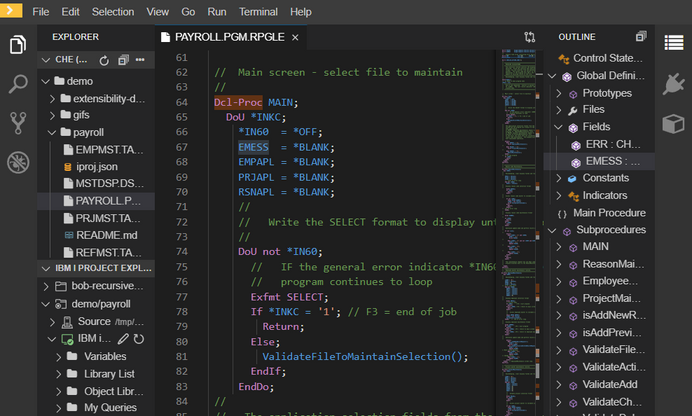 File Edit Selection View Go Run Terminal Help
EXPLORER
CHE (
demo
extensibility-d...
gifs
payroll
EMPMST.TA...
iproj.json
MSTDSP.DS...
PAYROLL.P...
PRJMST.TA...
README.md
REFMST.TA...
IBM I PROJECT EXPL...
bob-recursive...
demo/payroll
Source /tmp/...
IBM i...
Variables
Library List
Object Libr...
My Queries
PAYROLL.PGM.RPGLE
61
62 // Main screen - select file to maintain
63 //
64 Dcl-Proc MAIN;
65 DoU *INKC;
66 *IN60 = *OFF;
67 EMESS = *BLANK;
68 EMPAPL = *BLANK;
69 PRJAPL = *BLANK;
70 RSNAPL = *BLANK;
71 //
72 // Write the SELECT format to display unt
73 //
74 DoU not *IN60;
75 // IF the general error indicator *IN60
76 // program continues to loop
77 Exfmt SELECT;
78 If *INKC = '1'; // F3 = end of job
79 Return;
80 Else;
81 ValidateFileToMaintainSelection();
82 EndIf;
83 EndDo;
84 //
OUTLINE
Control State...
Global Defini...
Prototypes
Files
Fields
ERR : CH...
EMESS : ...
Constants
Indicators
Main Procedure
Subprocedures
MAIN
ReasonMai...
Employee...
ProjectMai...
isAddNewR...
isAddPrevi...
ValidateFile...
ValidateActi...
ValidateAdd
ValidateCh...